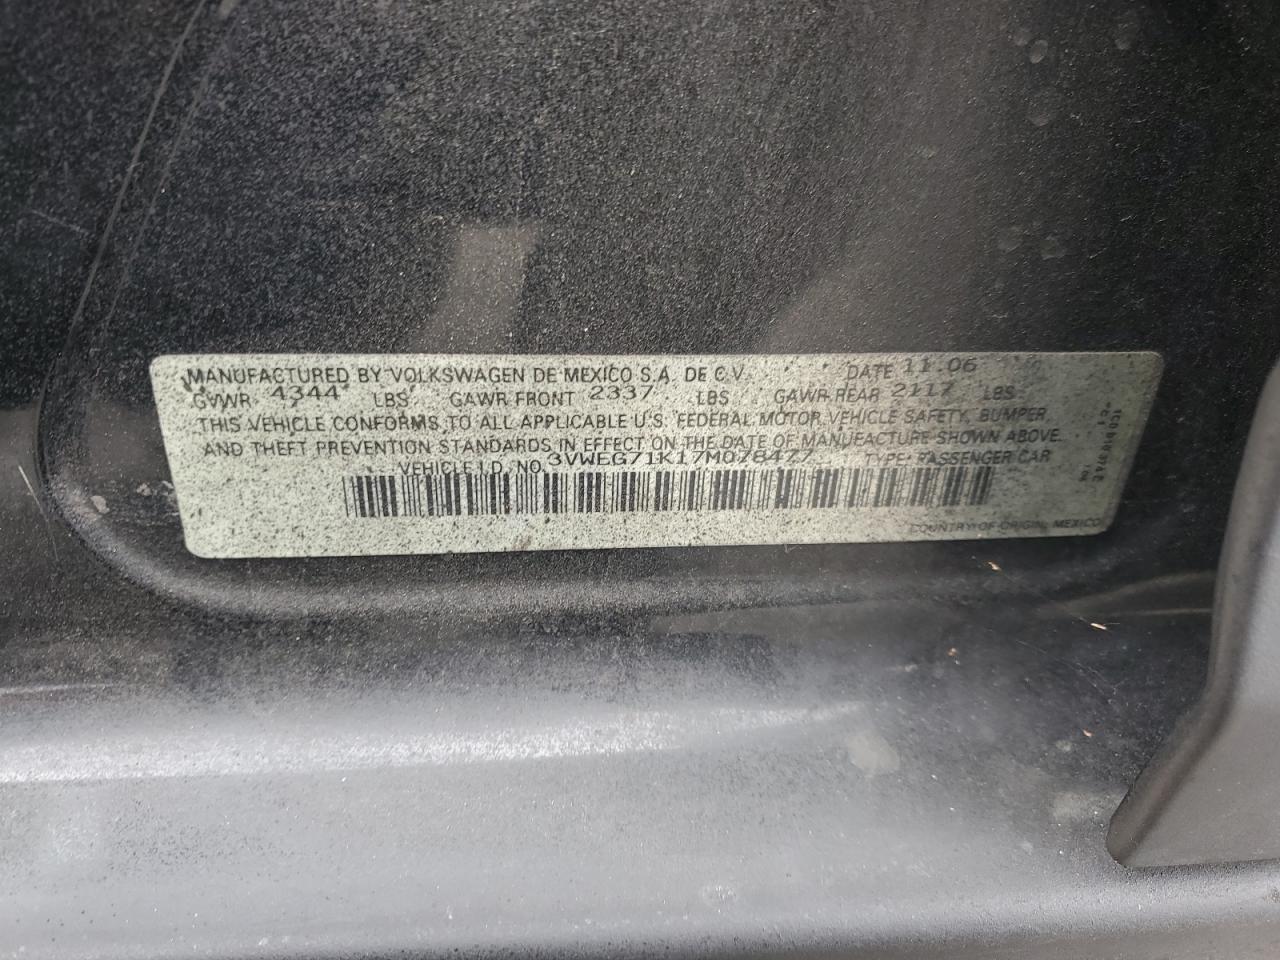 MANUFACTURED BY VOLKSWAGEN DE MEXICO S.A. DE C.V. DATE 11.06
GVWR 4344 LBS GAWR FRONT 2337 LBS GAWR REAR 2117 LBS
THIS VEHICLE CONFORMS TO ALL APPLICABLE U.S. FEDERAL MOTOR VEHICLE SAFETY, BUMPER,
AND THEFT PREVENTION STANDARDS IN EFFECT ON THE DATE OF MANUFACTURE SHOWN ABOVE.
VEHICLE I.D. NO. 3VWEG71K17M078477 TYPE: PASSENGER CAR
COUNTRY OF ORIGIN: MEXICO